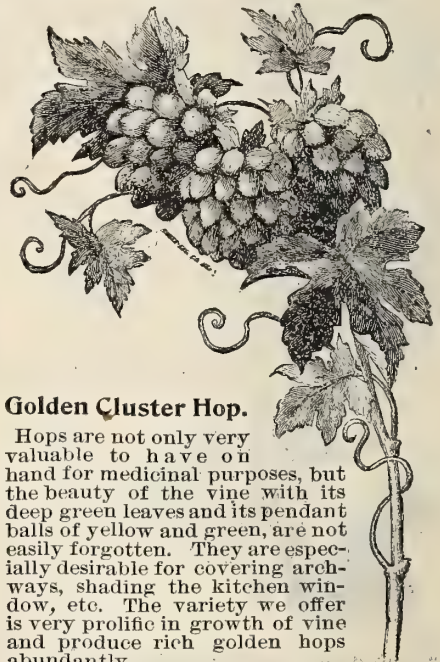 Golden Cluster Hop.
Hops are not only very
valuable to have on
hand for medicinal purposes, but
the beauty of the vine with its
deep green leaves and its pendant
balls of yellow and green, are not
easily forgotten. They are espec-
ially desirable for covering arch-
ways, shading the kitchen win-
dow, etc. The variety we offer
is very prolific in growth of vine
and produce rich golden hops
abundantly